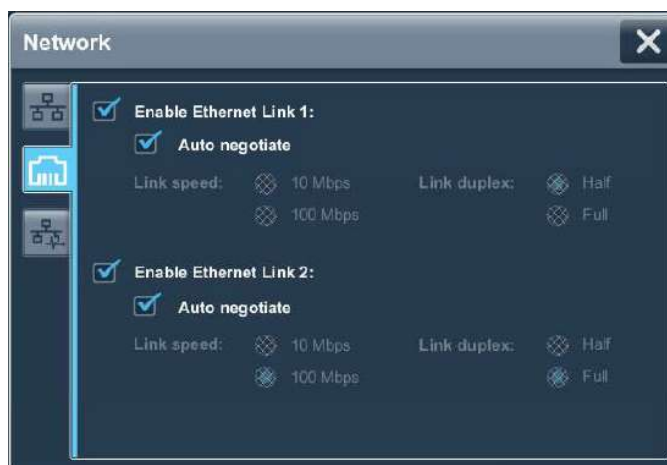 Network
Enable Ethernet Link 1:
Auto negotiate
Link speed: 10 Mbps Link duplex: Half
100 Mbps Full
Enable Ethernet Link 2:
Auto negotiate
Link speed: 10 Mbps Link duplex: Half
100 Mbps Full